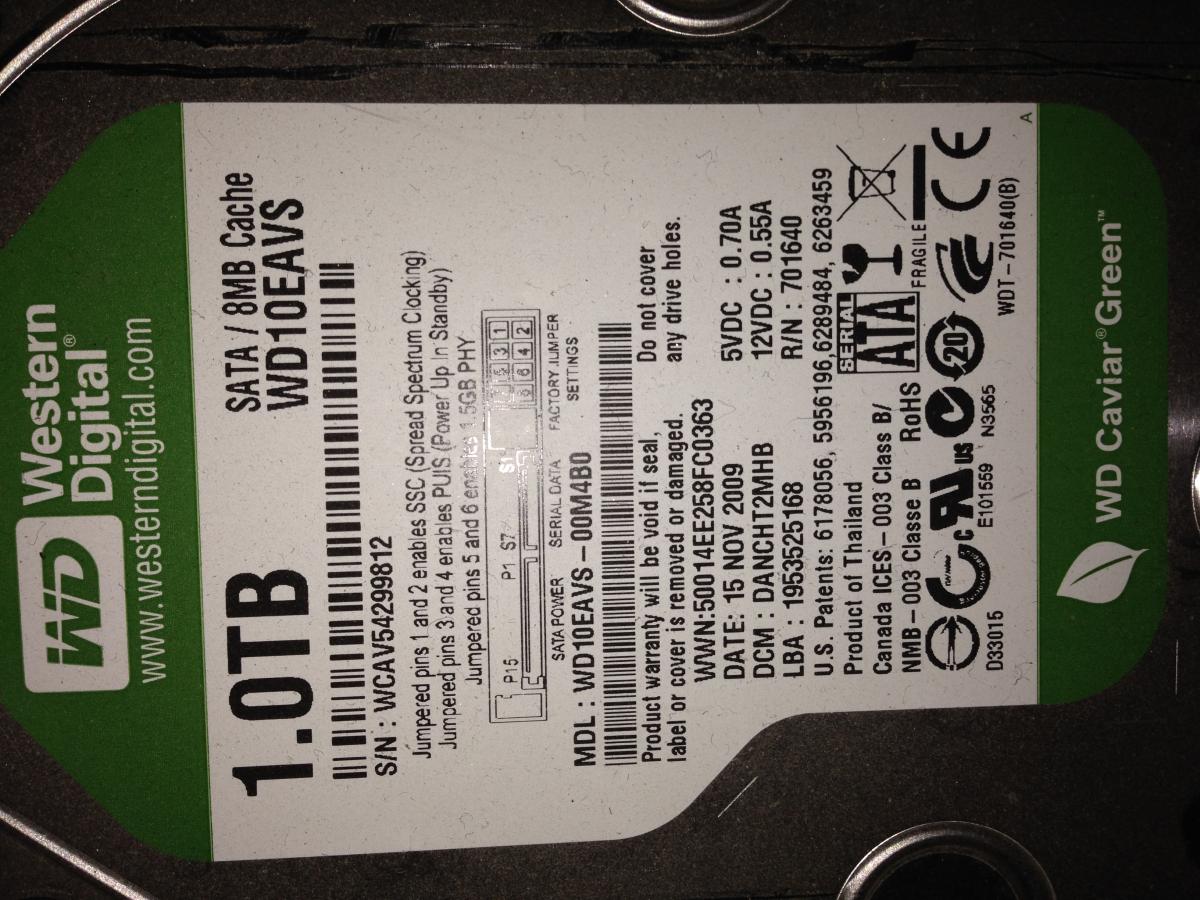 WD
Western
Digital®
www.westerndigital.com
1.0TB
SATA / 8MB Cache
WD10EAVS
S/N : WCAV54299812
Jumpered pins 1 and 2 enables SSC (Spread Spectrum Clocking)
Jumpered pins 3 and 4 enables PUIS (Power Up In Standby)
Jumpered pins 5 and 6 enables 1.5GB PHY
P15 P1 S7 S1
3 1
6 4 2
SATA POWER SERIAL DATA FACTORY JUMPER
SETTINGS
MDL : WD10EAVS – 00M4B0
Product warranty will be void if seal,
label or cover is removed or damaged.
Do not cover
any drive holes.
WWN:50014EE258FC0363
DATE: 15 NOV 2009
DCM : DANCHT2MHB
LBA : 1953525168
5VDC : 0.70A
12VDC : 0.55A
R/N : 701640
U.S. Patents: 6178056, 5956196,6289484, 6263459
Product of Thailand
Canada ICES– 003 Class B/
NMB– 003 Classe B RoHS
SERIAL
ATA
FRAGILE
c UR US
20
CE
D33015 E101559 N3565
WDT – 701640(B)
A
WD Caviar® Green™